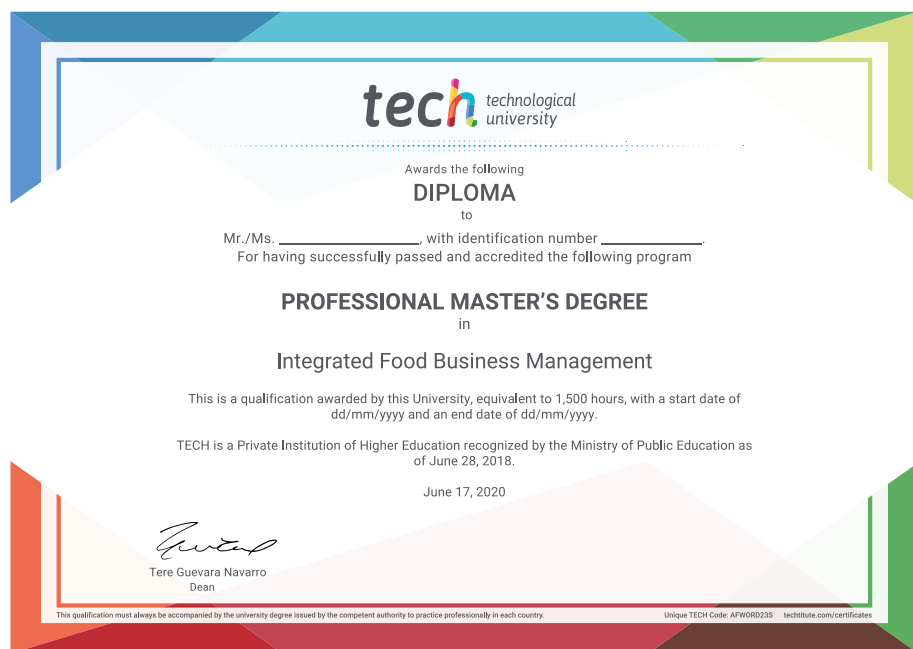 tech technological
university
Awards the following
DIPLOMA
to
Mr./Ms. ____________________, with identification number ______________.
For having successfully passed and accredited the following program
PROFESSIONAL MASTER'S DEGREE
in
Integrated Food Business Management
This is a qualification awarded by this University, equivalent to 1,500 hours, with a start date of
dd/mm/yyyy and an end date of dd/mm/yyyy.
TECH is a Private Institution of Higher Education recognized by the Ministry of Public Education as
of June 28, 2018.
June 17, 2020
Tere Guevara Navarro
Dean
This qualification must always be accompanied by the university degree issued by the competent authority to practice professionally in each country. Unique TECH Code: AFWORD23S techtitute.com/certificates